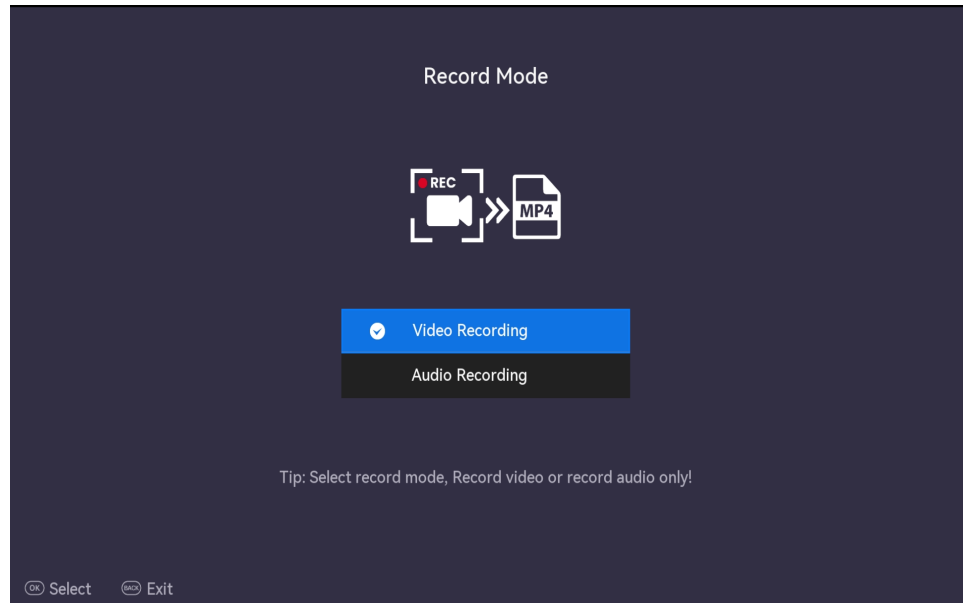 Record Mode
REC
MP4
Video Recording
Audio Recording
Tip: Select record mode, Record video or record audio only!
OK Select BACK Exit